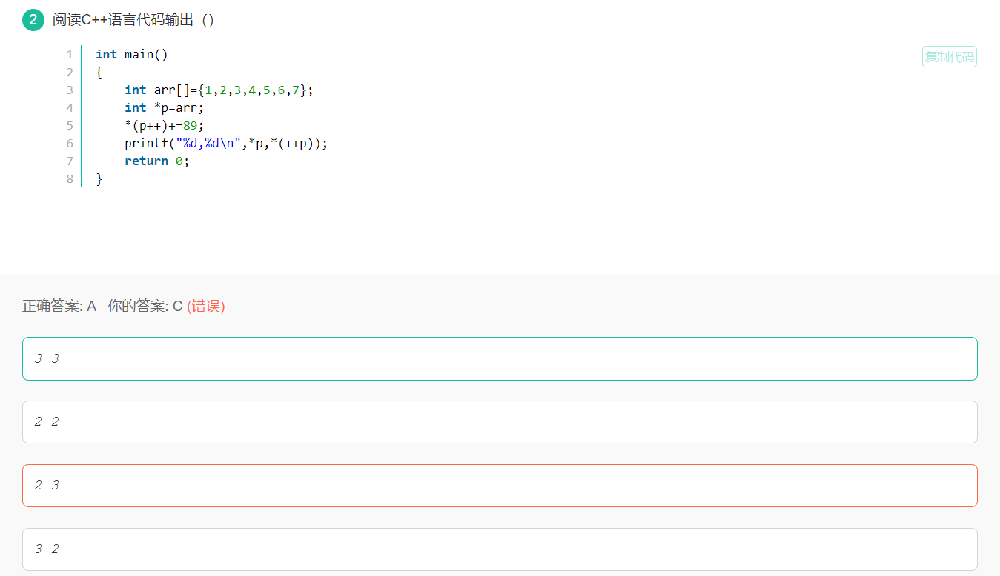 2 阅读C++语言代码输出（）
复制代码
1 int main()
2 {
3     int arr[]={1,2,3,4,5,6,7};
4     int *p=arr;
5     *(p++)+=89;
6     printf("%d,%d\n",*p,*(++p));
7     return 0;
8 }
正确答案: A   你的答案: C (错误)
3 3
2 2
2 3
3 2